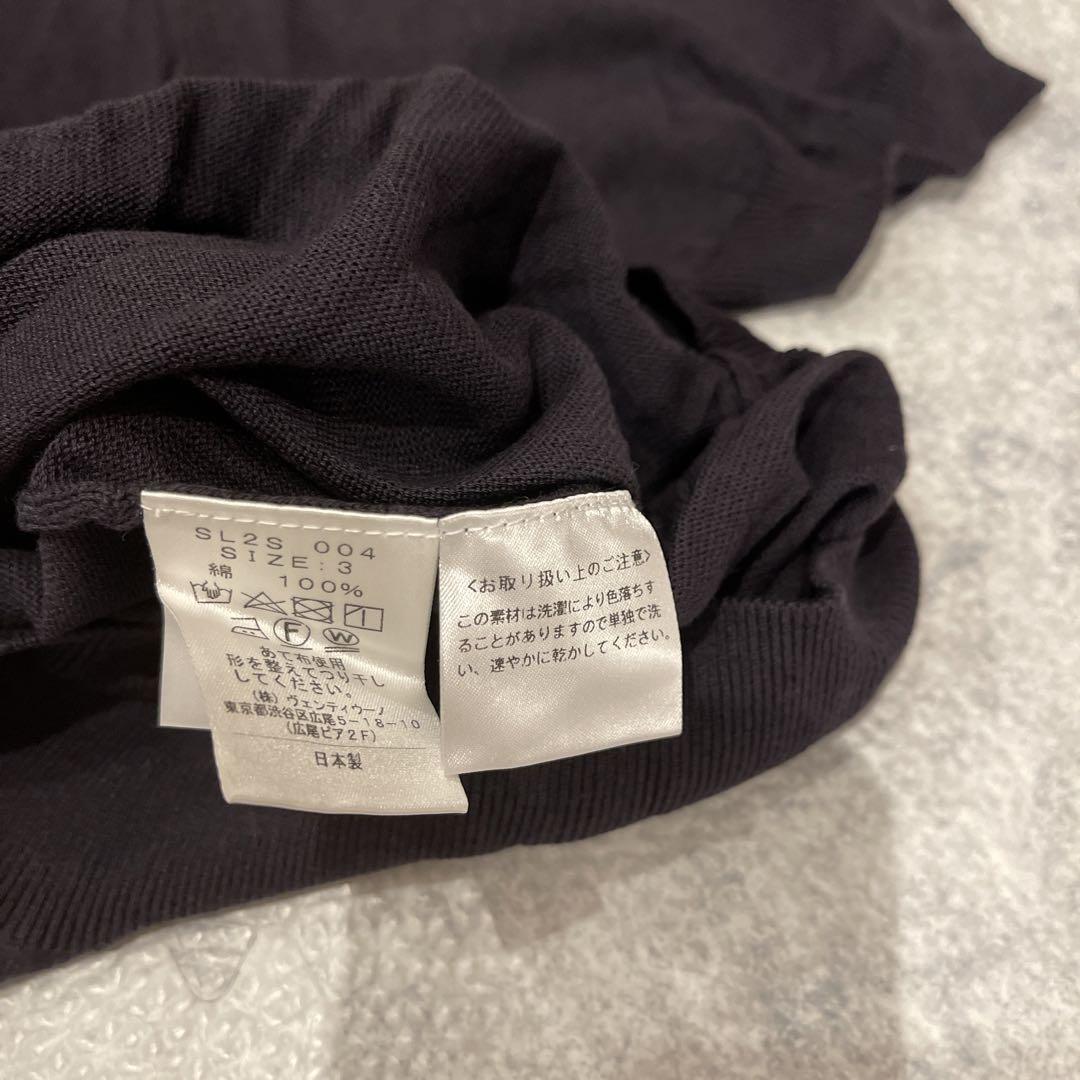 SL2S 004
SIZE:3
綿 100%
F W
あて布使用
形を整えてつり干し
してください。
(株)ヴェンティウーノ
東京都渋谷区広尾5-18-10
(広尾ピア2F)
日本製
〈お取り扱い上のご注意〉
この素材は洗濯により色落ちす
ることがありますので単独で洗
い、速やかに乾かしてください。